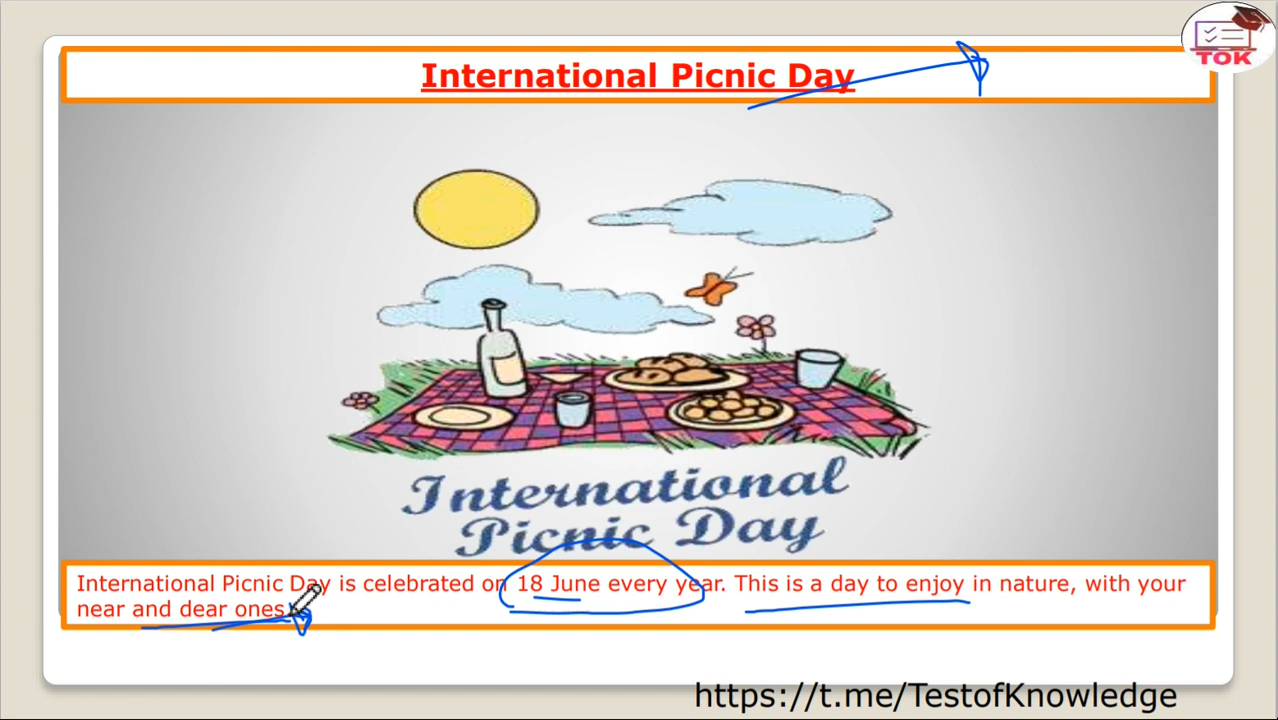 TOK
International Picnic Day
International
Picnic Day
International Picnic Day is celebrated on 18 June every year. This is a day to enjoy in nature, with your
near and dear ones.
https://t.me/TestofKnowledge